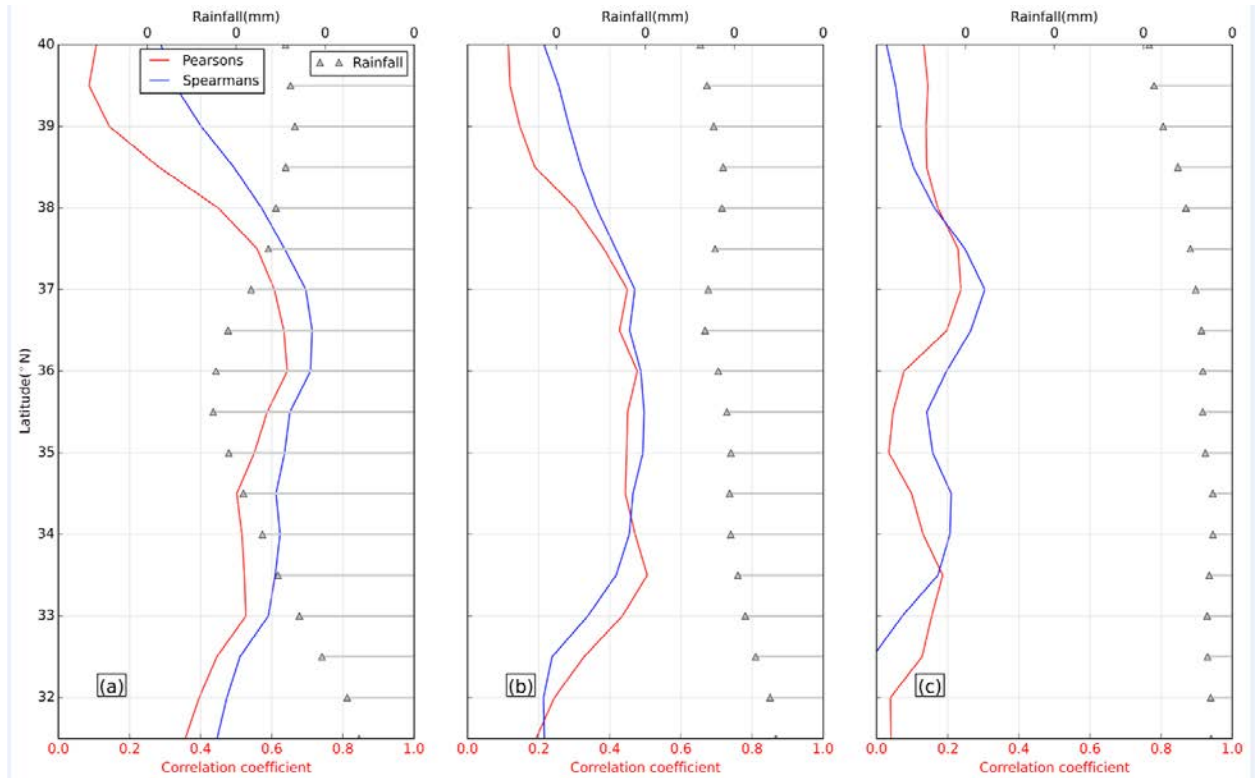 Rainfall(mm) Rainfall(mm) Rainfall(mm)
0 0 0 0 0 0 0 0 0
40
Pearsons
Spearmans
Rainfall
39
38
37
36
35
34
33
32
Latitude(°N)
(a) (b) (c)
0.0 0.2 0.4 0.6 0.8 1.0 0.0 0.2 0.4 0.6 0.8 1.0 0.0 0.2 0.4 0.6 0.8 1.0
Correlation coefficient Correlation coefficient Correlation coefficient